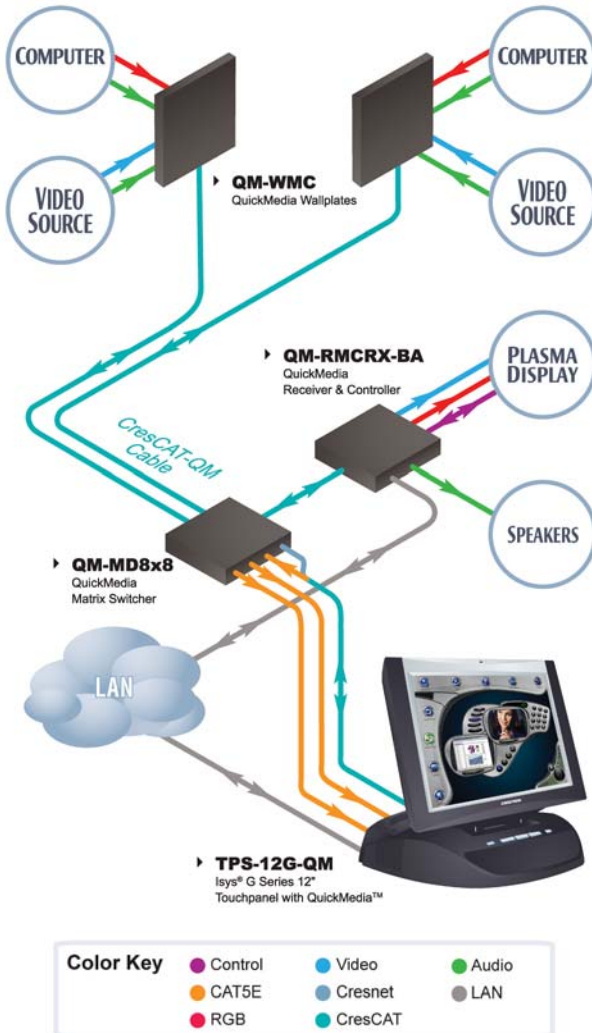 COMPUTER
COMPUTER
VIDEO
SOURCE
VIDEO
SOURCE
QM-WMC
QuickMedia Wallplates
QM-RMCRX-BA
QuickMedia
Receiver & Controller
PLASMA
DISPLAY
CresCAT-QM
Cable
SPEAKERS
QM-MD8x8
QuickMedia
Matrix Switcher
LAN
TPS-12G-QM
Isys® G Series 12"
Touchpanel with QuickMedia™
Color Key
Control
Video
Audio
CAT5E
Cresnet
LAN
RGB
CresCAT